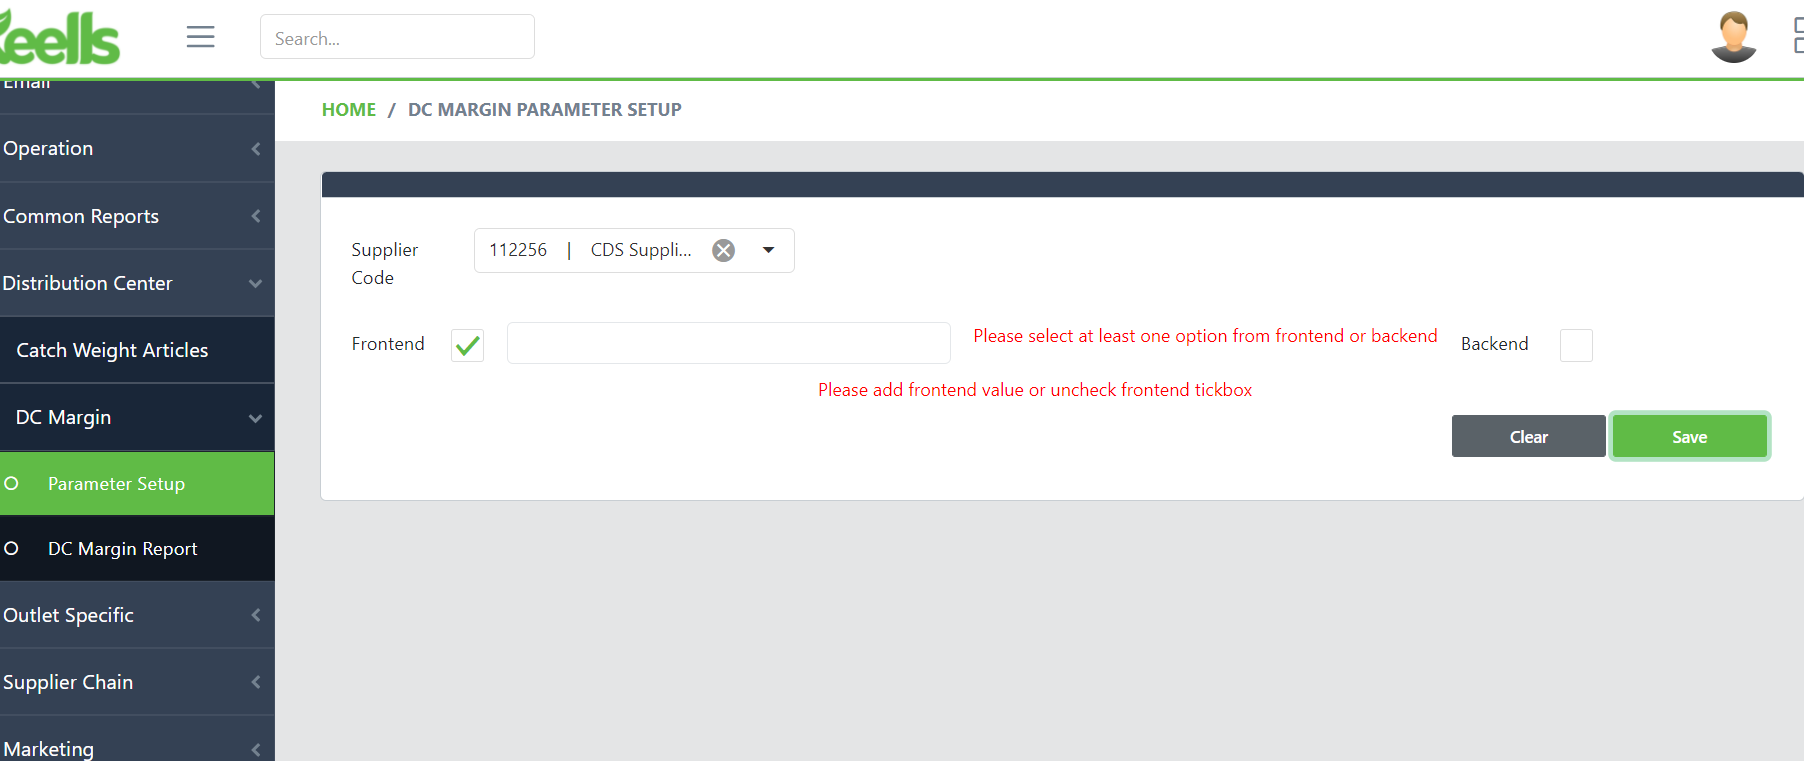 eells
Search...
Email
HOME / DC MARGIN PARAMETER SETUP
Operation
Common Reports
Distribution Center
Catch Weight Articles
DC Margin
Parameter Setup
DC Margin Report
Outlet Specific
Supplier Chain
Marketing
Supplier Code
112256 | CDS Suppli...
Frontend
Please select at least one option from frontend or backend
Backend
Please add frontend value or uncheck frontend tickbox
Clear
Save